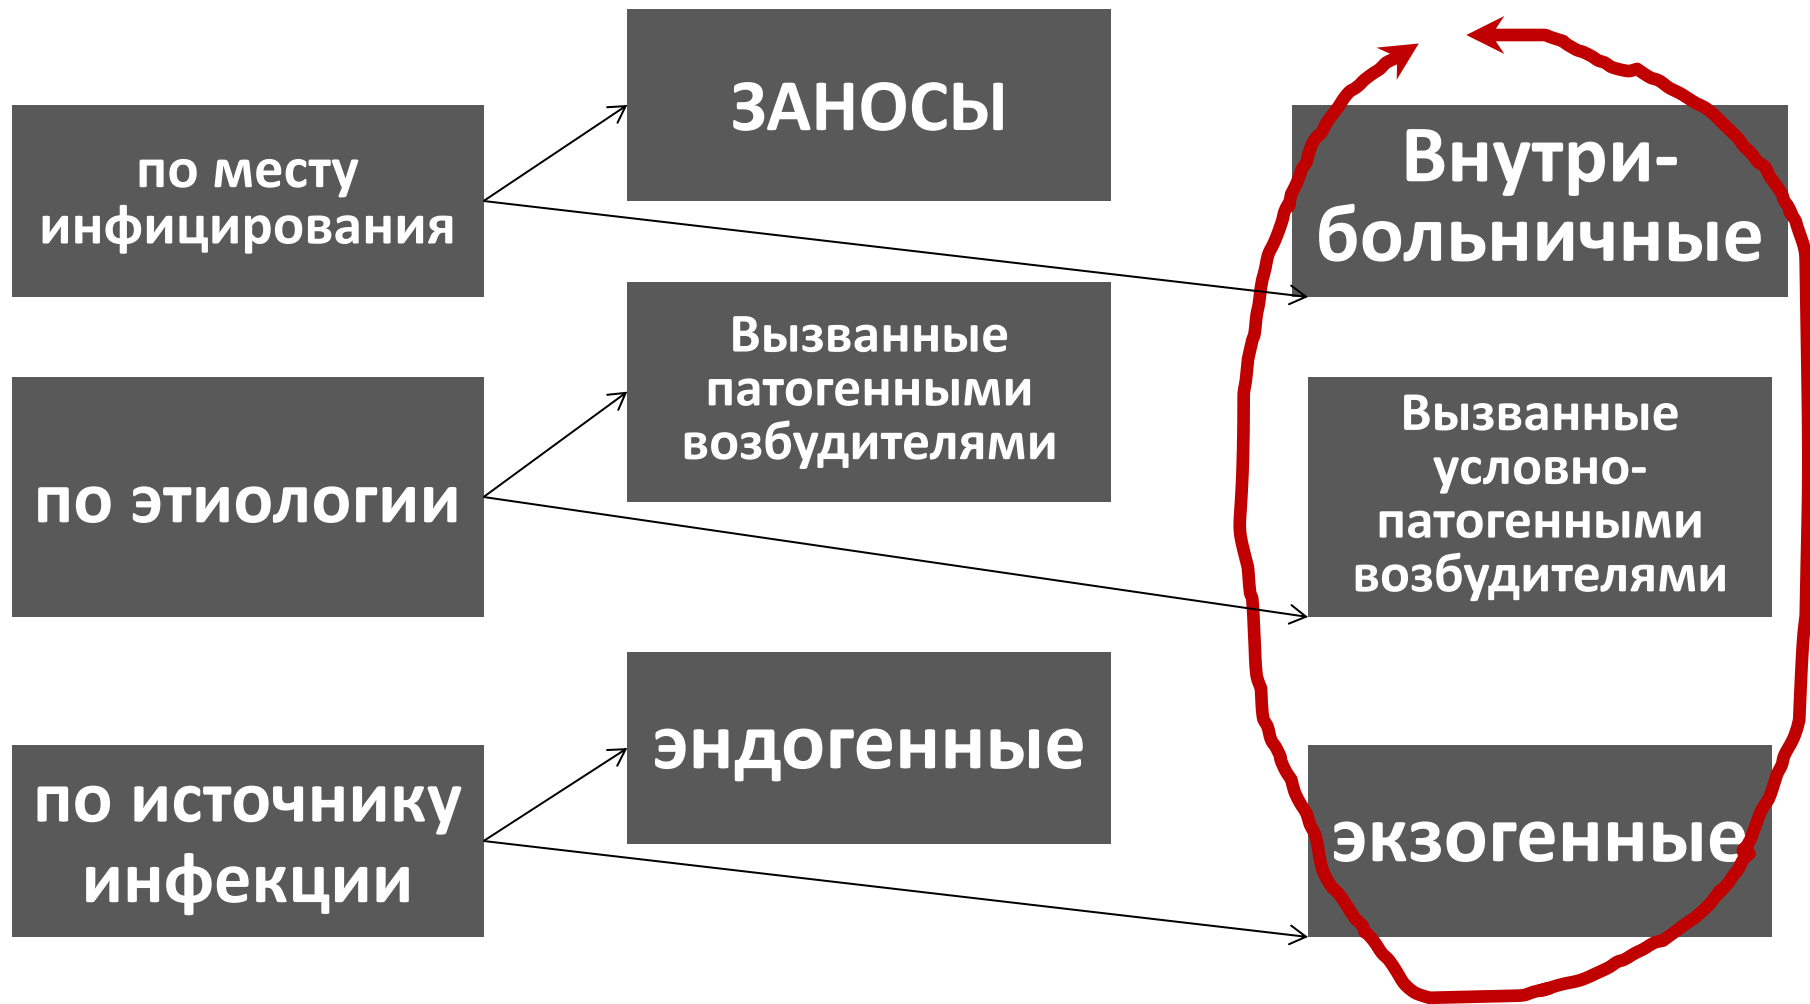 по месту
инфицирования
ЗАНОСЫ
Внутри-
больничные
по этиологии
Вызванные
патогенными
возбудителями
Вызванные
условно-
патогенными
возбудителями
по источнику
инфекции
эндогенные
экзогенные